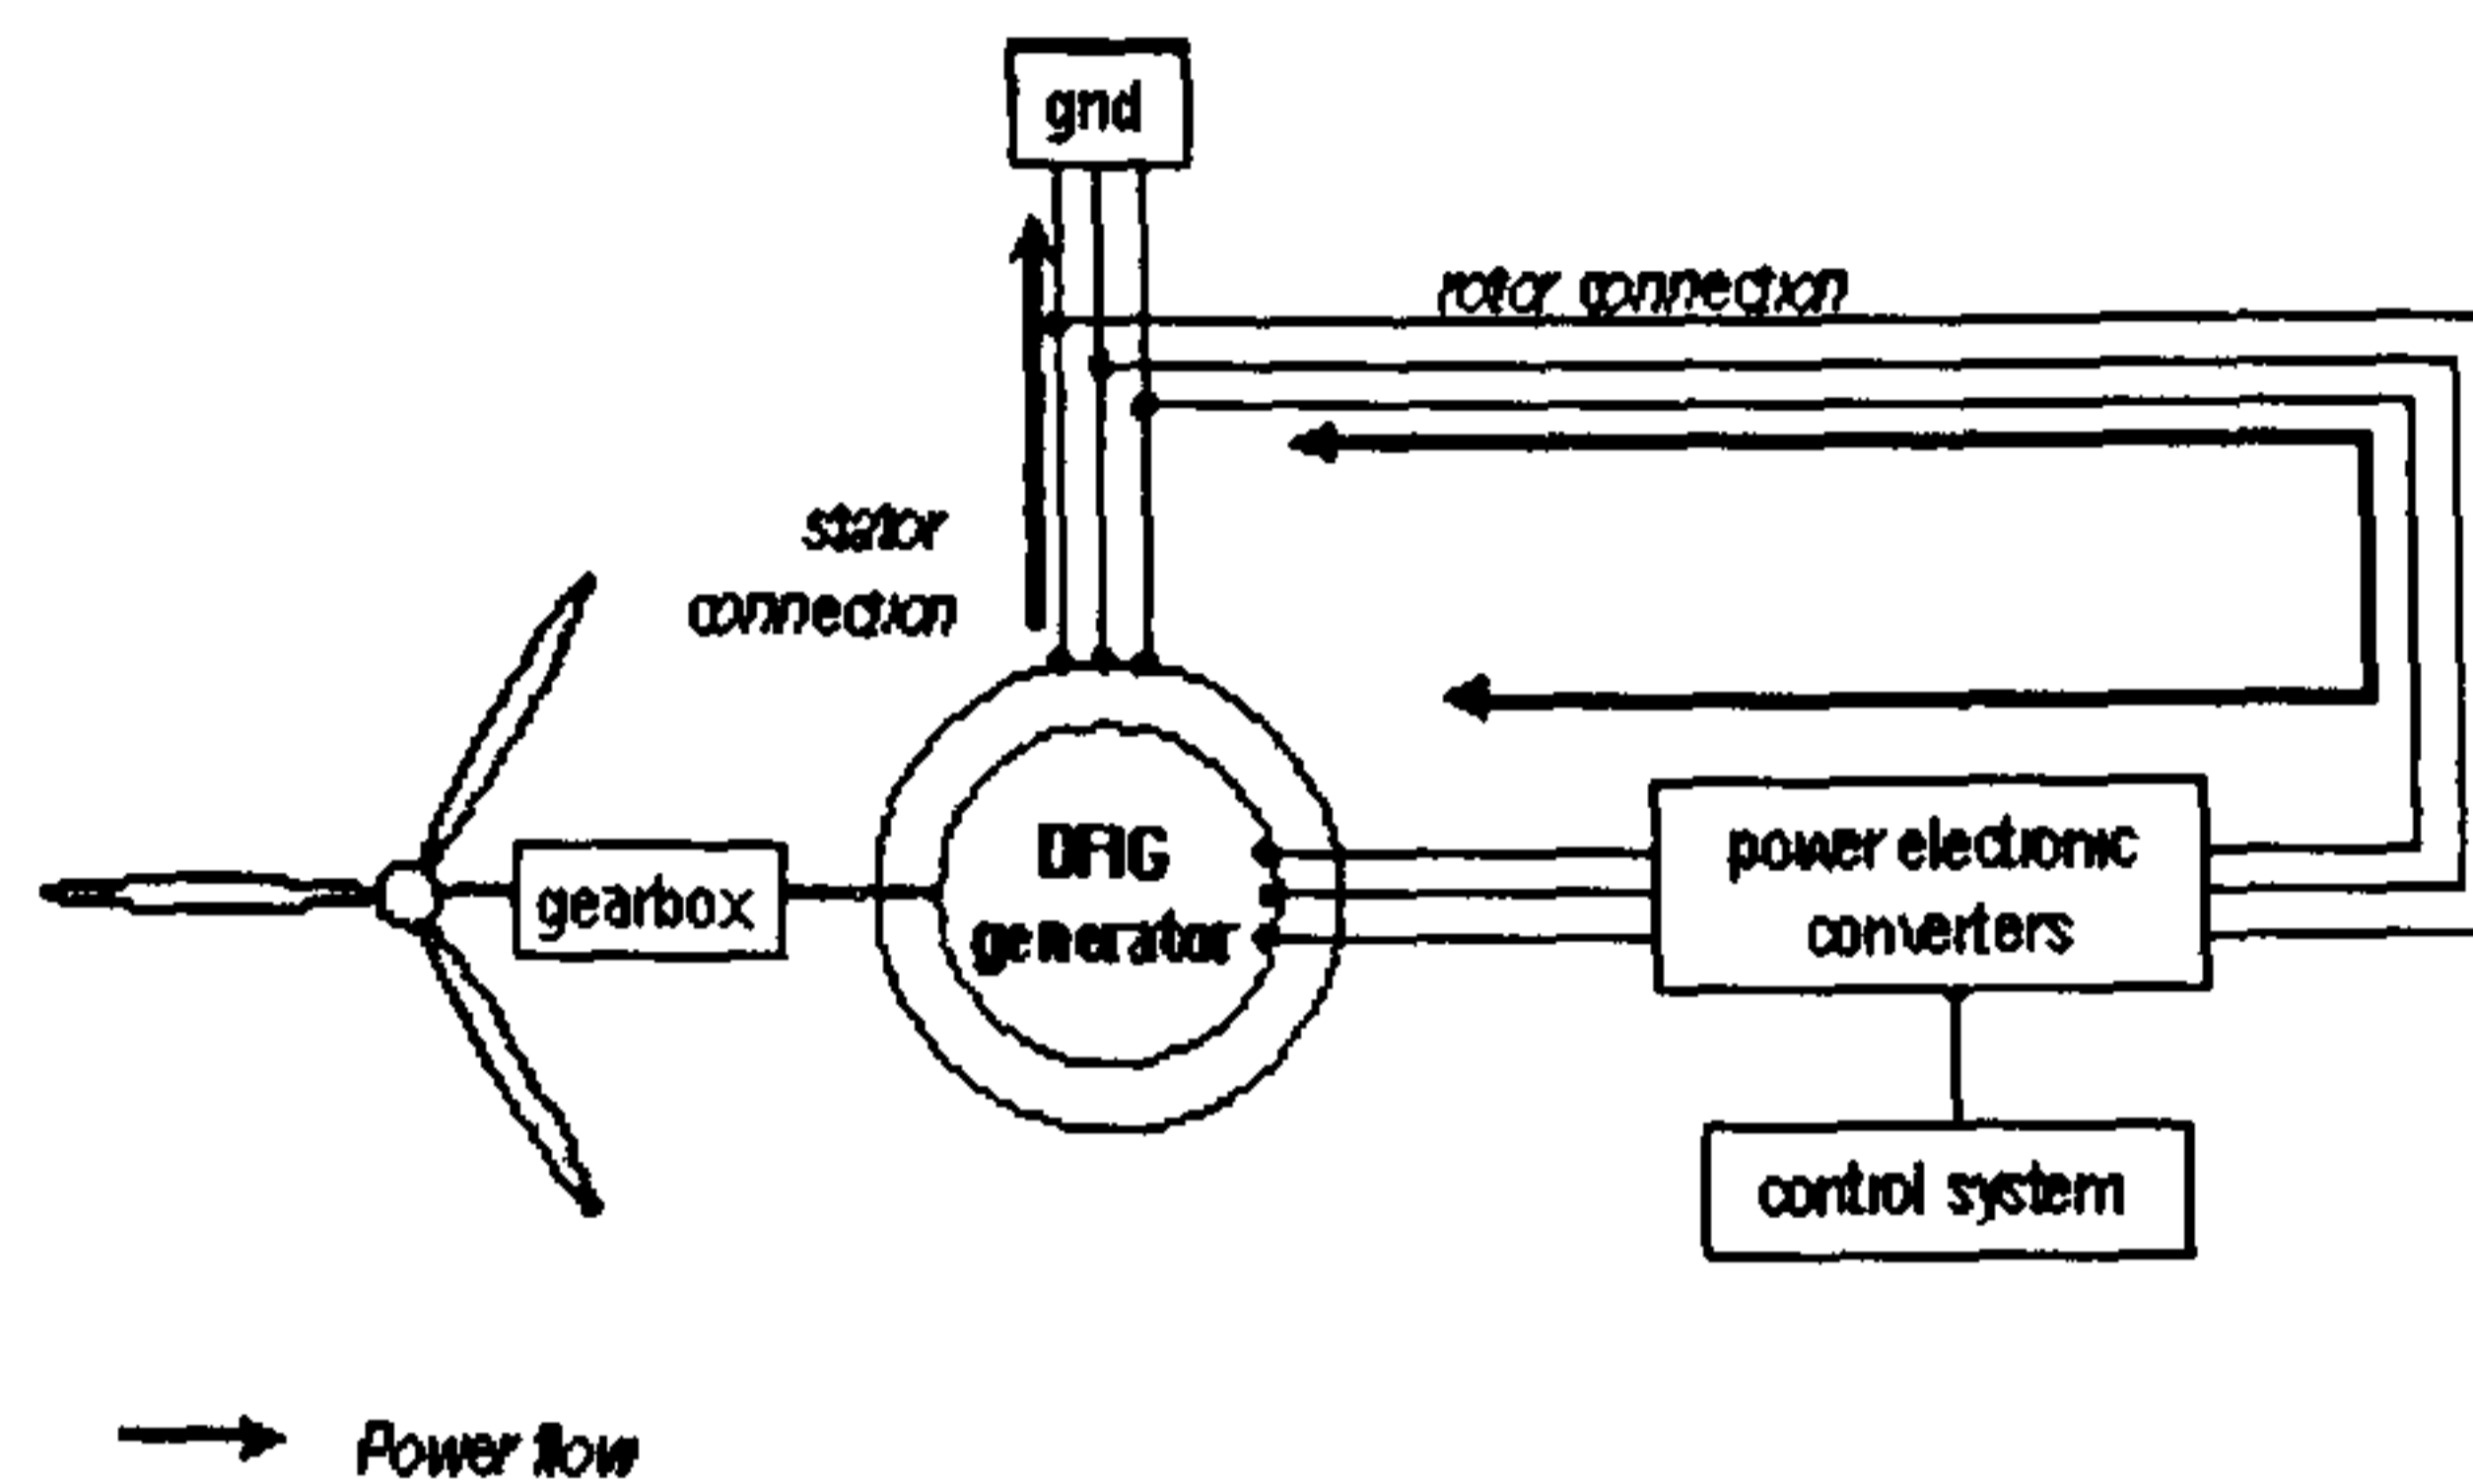 grid
rotor connection
stator
connection
DFIG
generator
gearbox
power electronic
converters
control system
Power flow